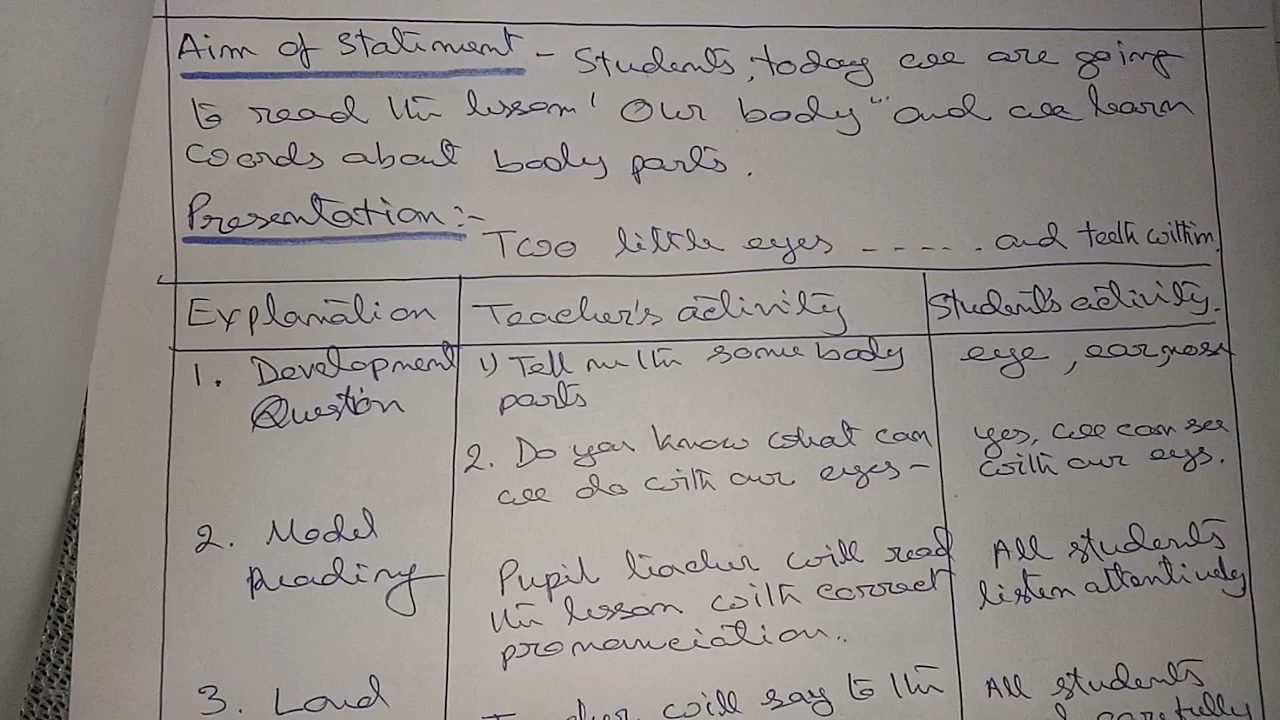 Aim of Statiment - Students, today we are going
to read the lesson ' Our body " and we learn
words about body parts.
Presentation :-
Two little eyes ----- and teeth within.
Explanation Teacher's activity Student's activity.
1. Development Question
1) Tell me the some body
parts
eye, ear, nose
2. Do you know what can
we do with our eyes -
yes, we can see
with our eys.
2. Model
Reading
Pupil teacher will read
the lesson with correct
pronounciation..
All students
listen attentively
3. Loud
will say to the
All students
carefully